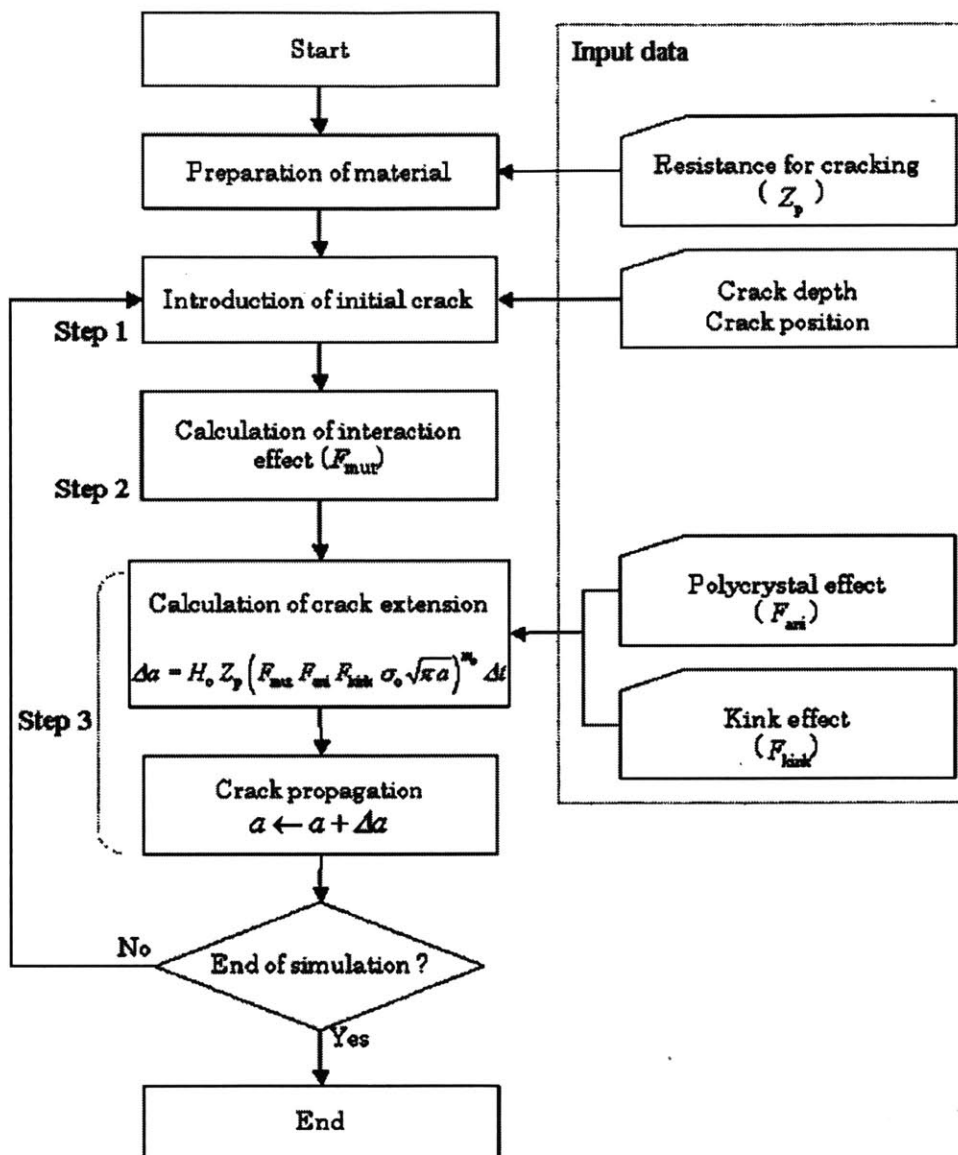 Start
Input data
Preparation of material
Resistance for cracking
( Z_p )
Introduction of initial crack
Step 1
Crack depth
Crack position
Calculation of interaction
effect (F_mut)
Step 2
Calculation of crack extension
Δa = H_o Z_p (F_mut F_ani F_kink σ_o √πa)^m_o Δt
Polycrystal effect
(F_ani)
Step 3
Kink effect
(F_kink)
Crack propagation
a ← a + Δa
No
End of simulation ?
Yes
End